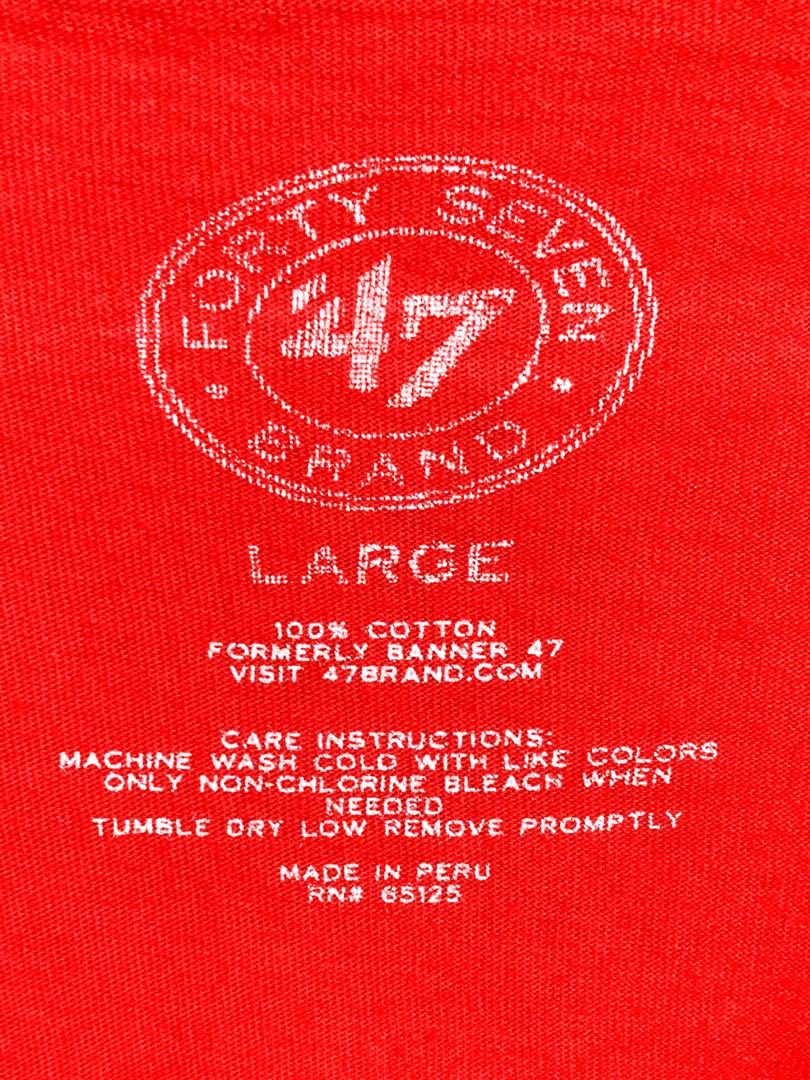 FORTY SEVEN
47
BRAND
LARGE
100% COTTON
FORMERLY BANNER 47
VISIT 47BRAND.COM
CARE INSTRUCTIONS:
MACHINE WASH COLD WITH LIKE COLORS
ONLY NON-CHLORINE BLEACH WHEN
NEEDED
TUMBLE DRY LOW REMOVE PROMPTLY
MADE IN PERU
RN# 65125